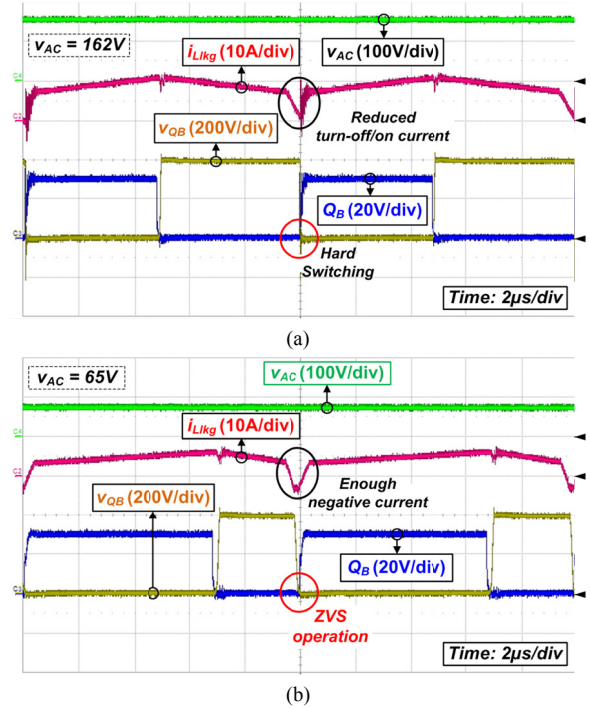 vAC = 162V
iLlkg (10A/div)
vAC (100V/div)
C4
Reduced
turn-off/on current
vQB (200V/div)
QB (20V/div)
Hard
Switching
Time: 2µs/div
(a)
vAC = 65V
vAC (100V/div)
C4
iLlkg (10A/div)
Enough
negative current
vQB (200V/div)
QB (20V/div)
ZVS
operation
Time: 2µs/div
(b)